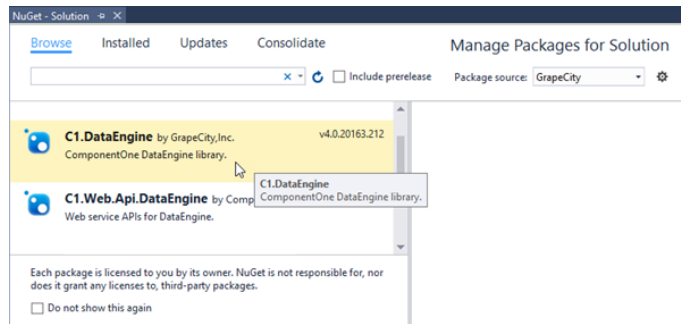 NuGet - Solution
Browse Installed Updates Consolidate Manage Packages for Solution
Include prerelease Package source: GrapeCity
C1.DataEngine by GrapeCity,Inc. v4.0.20163.212
ComponentOne DataEngine library.
C1.DataEngine
ComponentOne DataEngine library.
C1.Web.Api.DataEngine by Comp
Web service APIs for DataEngine.
Each package is licensed to you by its owner. NuGet is not responsible for, nor
does it grant any licenses to, third-party packages.
Do not show this again